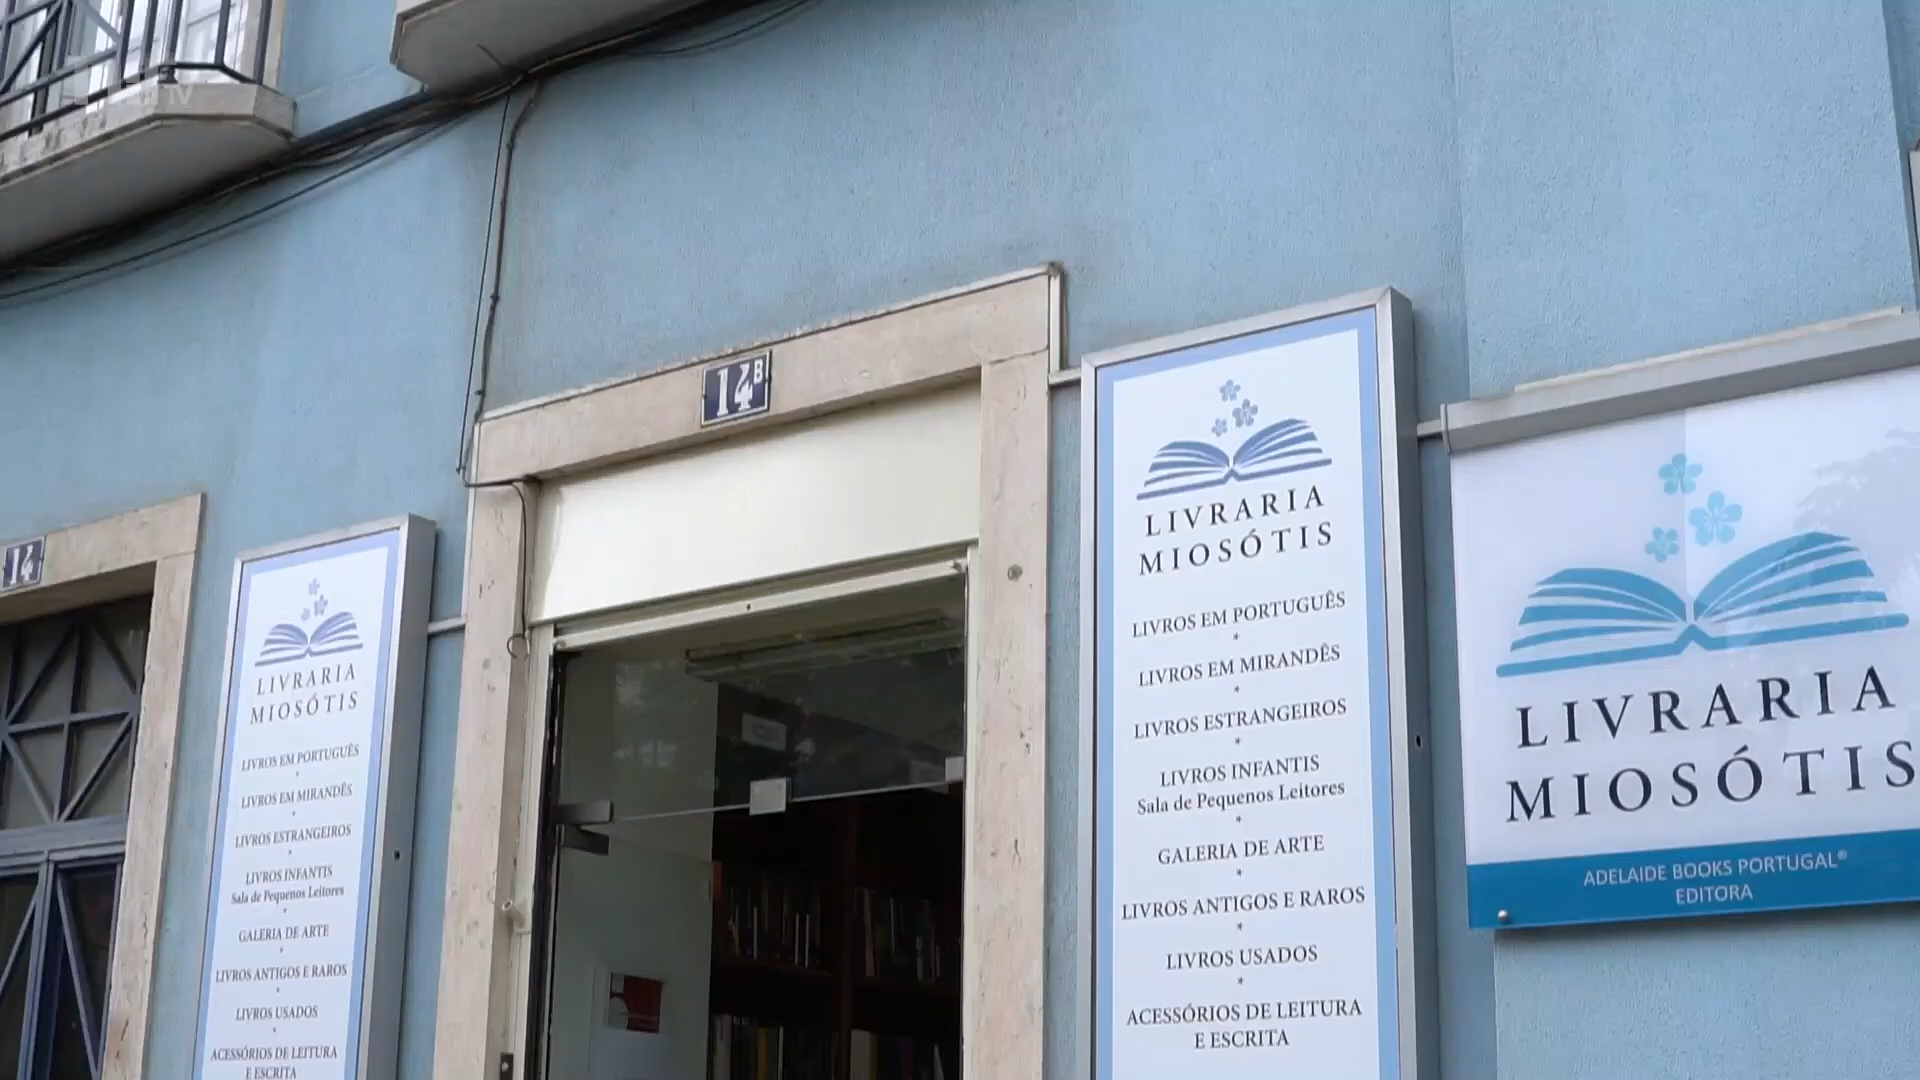 14
LIVRARIA
MIOSÓTIS
LIVROS EM PORTUGUÊS
*
LIVROS EM MIRANDÊS
*
LIVROS ESTRANGEIROS
*
LIVROS INFANTIS
Sala de Pequenos Leitores
*
GALERIA DE ARTE
*
LIVROS ANTIGOS E RAROS
*
LIVROS USADOS
*
ACESSÓRIOS DE LEITURA
E ESCRITA
14B
LIVRARIA
MIOSÓTIS
LIVROS EM PORTUGUÊS
*
LIVROS EM MIRANDÊS
*
LIVROS ESTRANGEIROS
*
LIVROS INFANTIS
Sala de Pequenos Leitores
*
GALERIA DE ARTE
*
LIVROS ANTIGOS E RAROS
*
LIVROS USADOS
*
ACESSÓRIOS DE LEITURA
E ESCRITA
LIVRARIA
MIOSÓTIS
ADELAIDE BOOKS PORTUGAL®
EDITORA